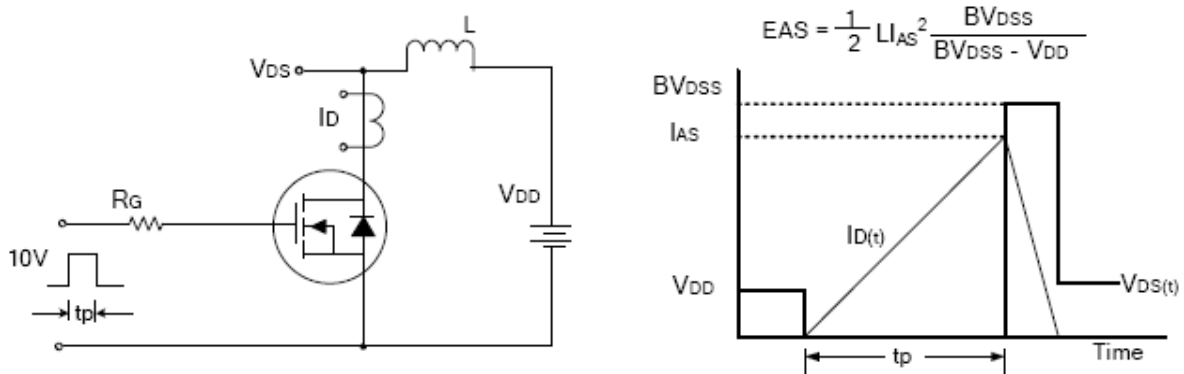 L
VDS
ID
RG
VDD
10V
tp
EAS = 1/2 LIAS² BVDSS / BVDSS - VDD
BVDSS
IAS
ID(t)
VDD
VDS(t)
tp
Time